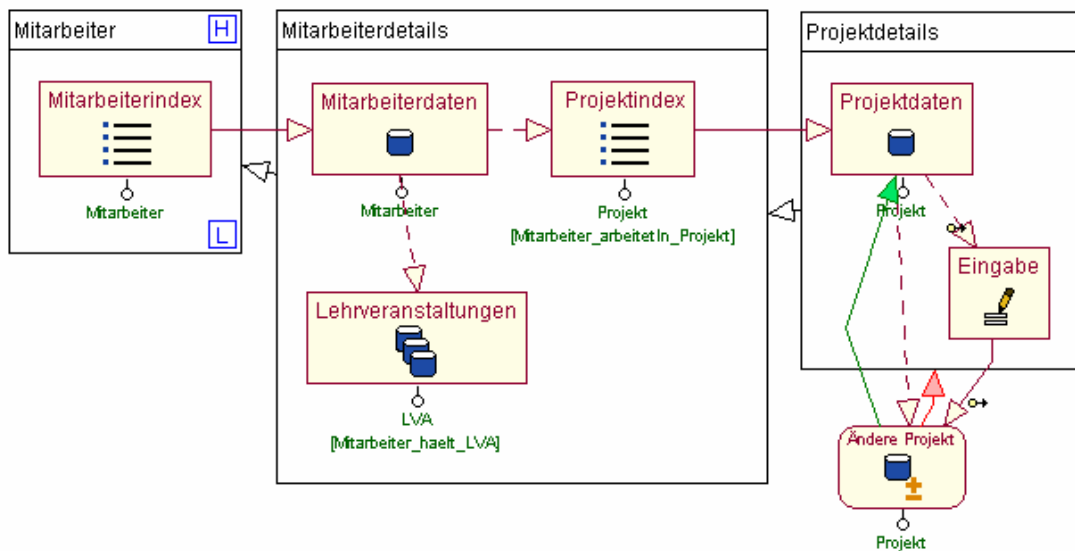 Mitarbeiter
H
Mitarbeiterdetails
Projektdetails
Mitarbeiterindex
Mitarbeiterdaten
Projektindex
Projektdaten
Mitarbeiter
Mitarbeiter
Projekt
[Mitarbeiter_arbeitetIn_Projekt]
Projekt
L
Eingabe
Lehrveranstaltungen
LVA
[Mitarbeiter_haelt_LVA]
Ändere Projekt
Projekt